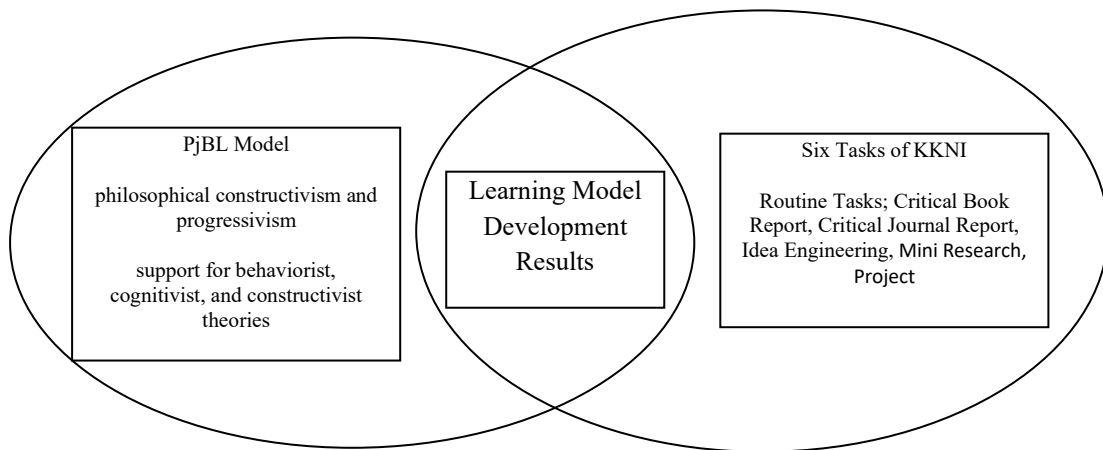 PjBL Model
philosophical constructivism and
progressivism
support for behaviorist,
cognitivist, and constructivist
theories
Learning Model
Development
Results
Six Tasks of KKNI
Routine Tasks; Critical Book
Report, Critical Journal Report,
Idea Engineering, Mini Research,
Project